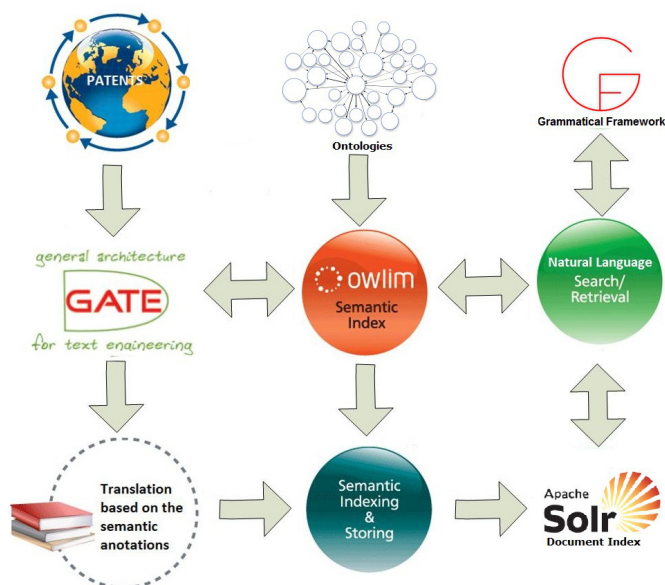 PATENTS
Ontologies
GF
Grammatical Framework
general architecture
GATE
for text engineering
owlim
Semantic
Index
Natural Language
Search/
Retrieval
Translation
based on the
semantic
anotations
Semantic
Indexing
&
Storing
Apache
Solr
Document Index